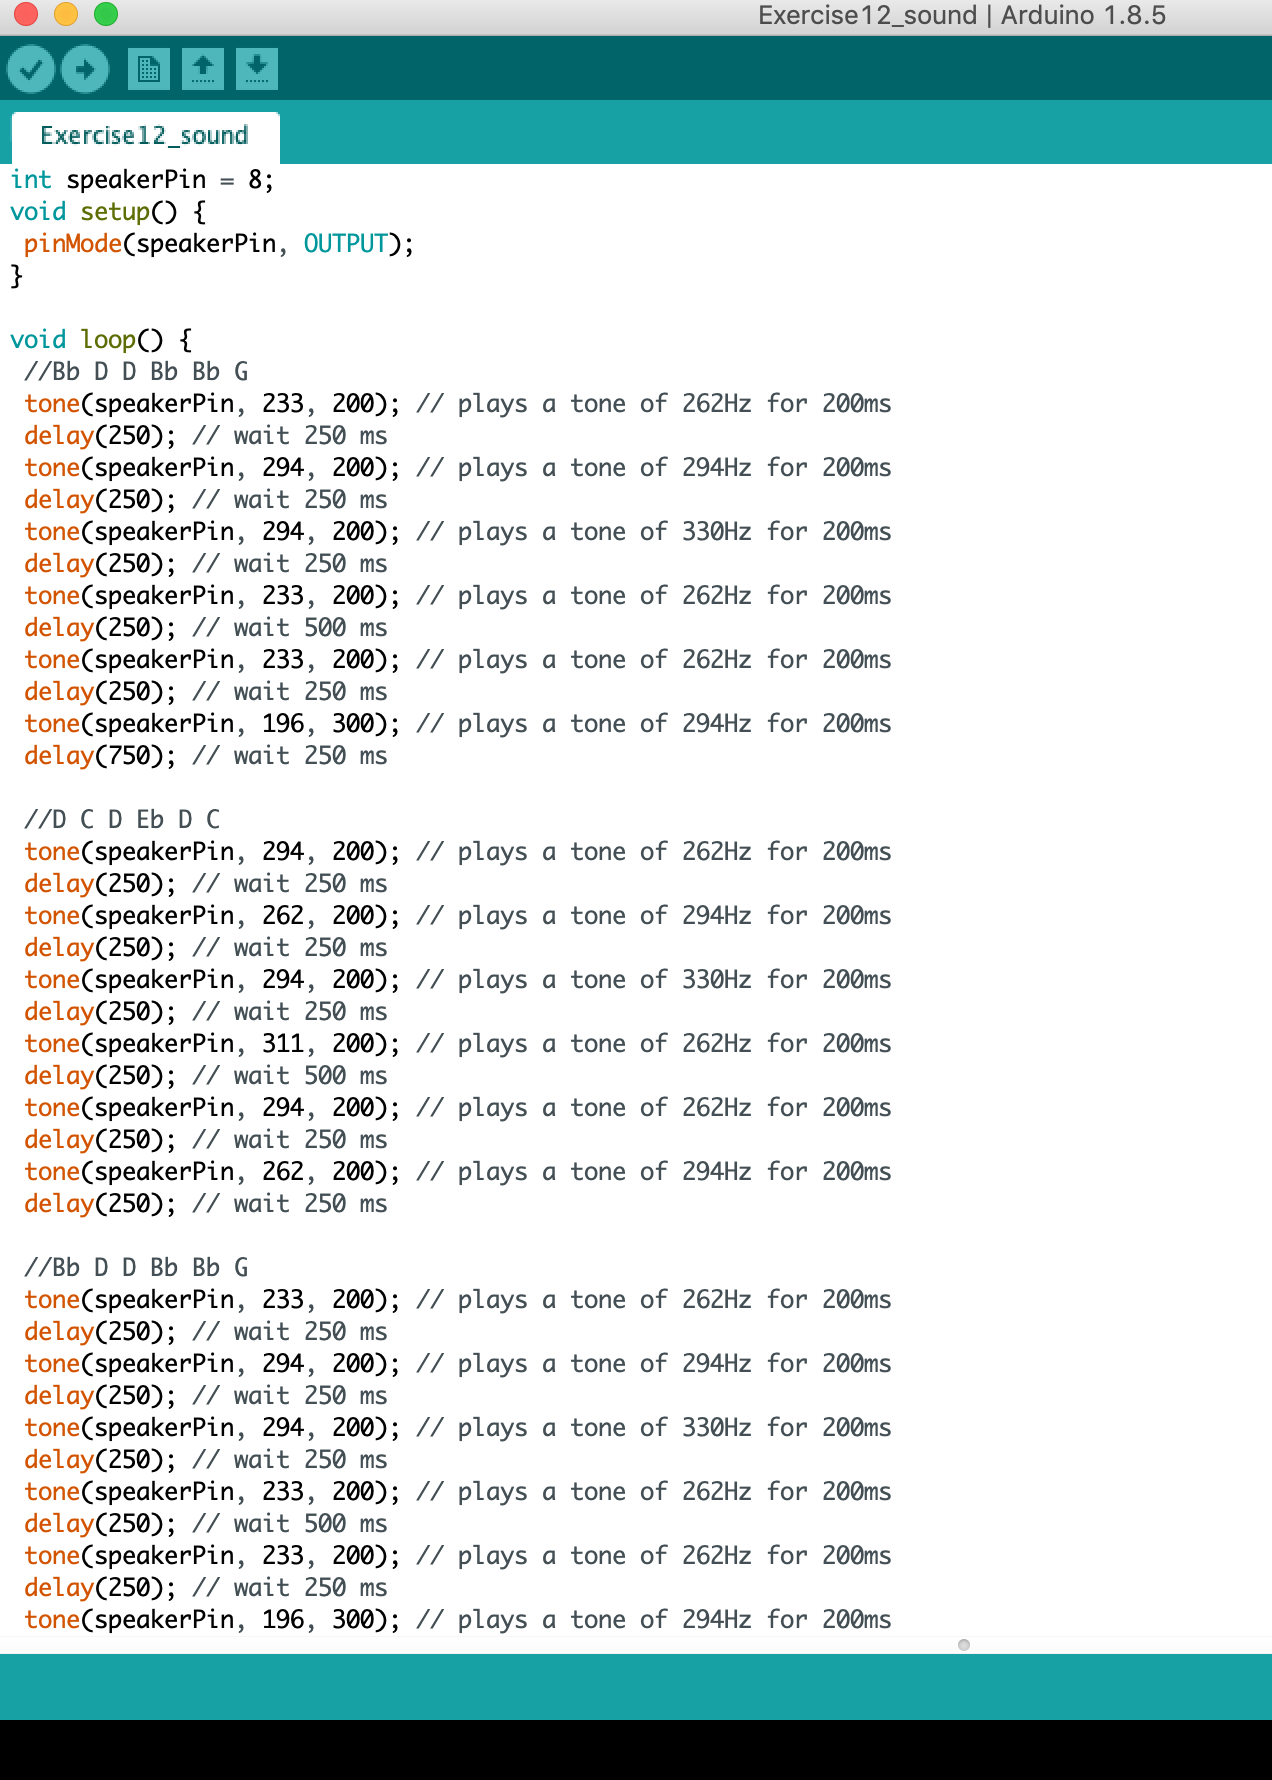 Exercise12_sound | Arduino 1.8.5
Exercise12_sound
int speakerPin = 8;
void setup() {
 pinMode(speakerPin, OUTPUT);
}

void loop() {
 //Bb D D Bb Bb G
 tone(speakerPin, 233, 200); // plays a tone of 262Hz for 200ms
 delay(250); // wait 250 ms
 tone(speakerPin, 294, 200); // plays a tone of 294Hz for 200ms
 delay(250); // wait 250 ms
 tone(speakerPin, 294, 200); // plays a tone of 330Hz for 200ms
 delay(250); // wait 250 ms
 tone(speakerPin, 233, 200); // plays a tone of 262Hz for 200ms
 delay(250); // wait 500 ms
 tone(speakerPin, 233, 200); // plays a tone of 262Hz for 200ms
 delay(250); // wait 250 ms
 tone(speakerPin, 196, 300); // plays a tone of 294Hz for 200ms
 delay(750); // wait 250 ms

 //D C D Eb D C
 tone(speakerPin, 294, 200); // plays a tone of 262Hz for 200ms
 delay(250); // wait 250 ms
 tone(speakerPin, 262, 200); // plays a tone of 294Hz for 200ms
 delay(250); // wait 250 ms
 tone(speakerPin, 294, 200); // plays a tone of 330Hz for 200ms
 delay(250); // wait 250 ms
 tone(speakerPin, 311, 200); // plays a tone of 262Hz for 200ms
 delay(250); // wait 500 ms
 tone(speakerPin, 294, 200); // plays a tone of 262Hz for 200ms
 delay(250); // wait 250 ms
 tone(speakerPin, 262, 200); // plays a tone of 294Hz for 200ms
 delay(250); // wait 250 ms

 //Bb D D Bb Bb G
 tone(speakerPin, 233, 200); // plays a tone of 262Hz for 200ms
 delay(250); // wait 250 ms
 tone(speakerPin, 294, 200); // plays a tone of 294Hz for 200ms
 delay(250); // wait 250 ms
 tone(speakerPin, 294, 200); // plays a tone of 330Hz for 200ms
 delay(250); // wait 250 ms
 tone(speakerPin, 233, 200); // plays a tone of 262Hz for 200ms
 delay(250); // wait 500 ms
 tone(speakerPin, 233, 200); // plays a tone of 262Hz for 200ms
 delay(250); // wait 250 ms
 tone(speakerPin, 196, 300); // plays a tone of 294Hz for 200ms